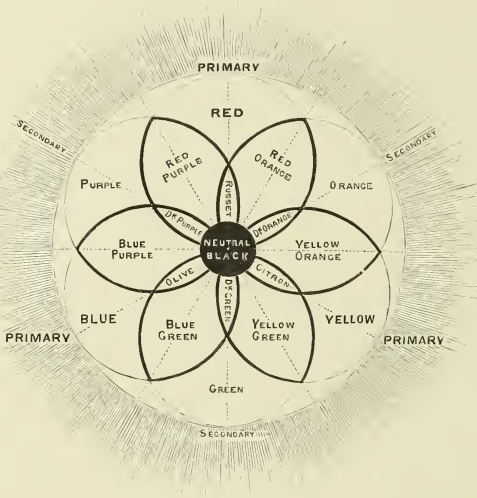 PRIMARY
RED
SECONDARY
SECONDARY
RED
PURPLE
RED
ORANGE
PURPLE
RUSSET
ORANGE
DK PURPLE
DK ORANGE
BLUE
PURPLE
NEUTRAL
BLACK
YELLOW
ORANGE
OLIVE
CITRON
DK GREEN
BLUE
BLUE
GREEN
YELLOW
GREEN
YELLOW
PRIMARY
PRIMARY
GREEN
SECONDARY